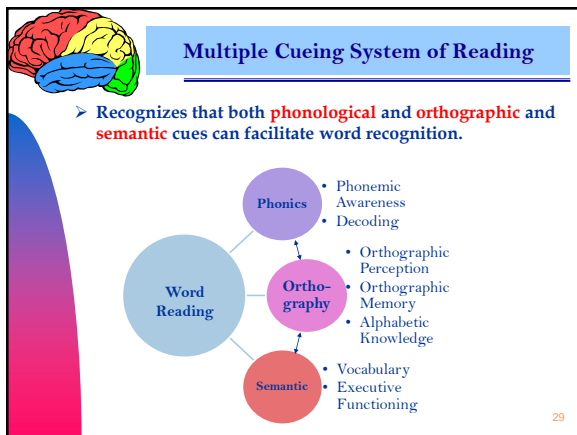 Multiple Cueing System of Reading
➢ Recognizes that both phonological and orthographic and
semantic cues can facilitate word recognition.
Phonics
• Phonemic
Awareness
• Decoding
Word
Reading
Ortho-
graphy
• Orthographic
Perception
• Orthographic
Memory
• Alphabetic
Knowledge
Semantic
• Vocabulary
• Executive
Functioning
29